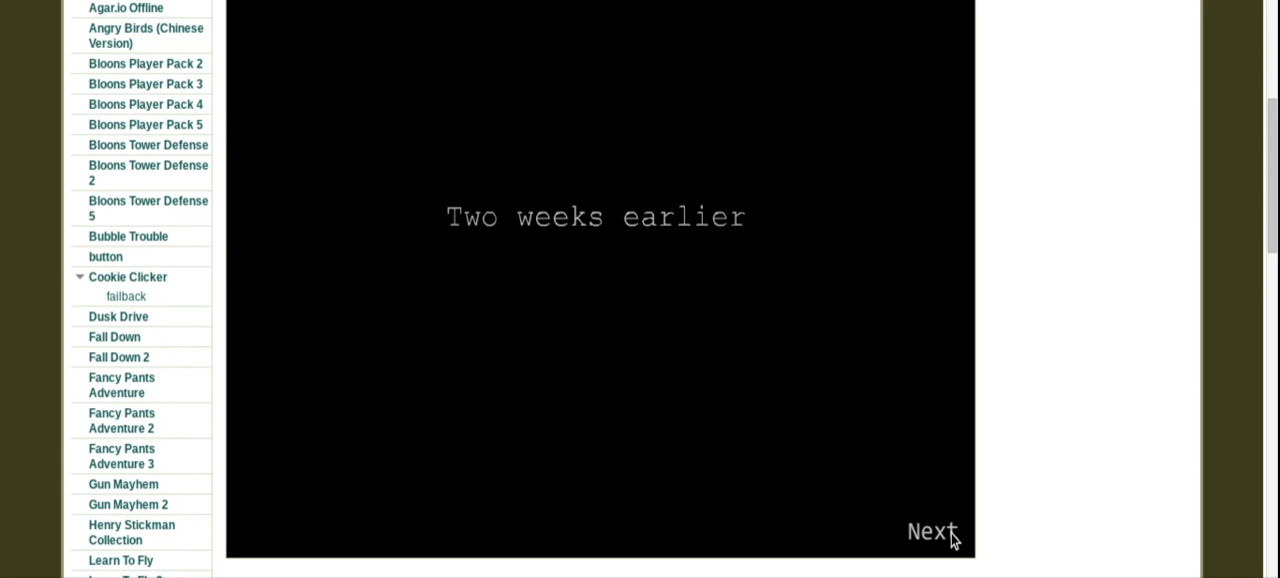 Agar.io Offline
Angry Birds (Chinese
Version)
Bloons Player Pack 2
Bloons Player Pack 3
Bloons Player Pack 4
Bloons Player Pack 5
Bloons Tower Defense
Bloons Tower Defense
2
Bloons Tower Defense
5
Bubble Trouble
button
Cookie Clicker
failback
Dusk Drive
Fall Down
Fall Down 2
Fancy Pants
Adventure
Fancy Pants
Adventure 2
Fancy Pants
Adventure 3
Gun Mayhem
Gun Mayhem 2
Henry Stickman
Collection
Learn To Fly
Two weeks earlier
Next